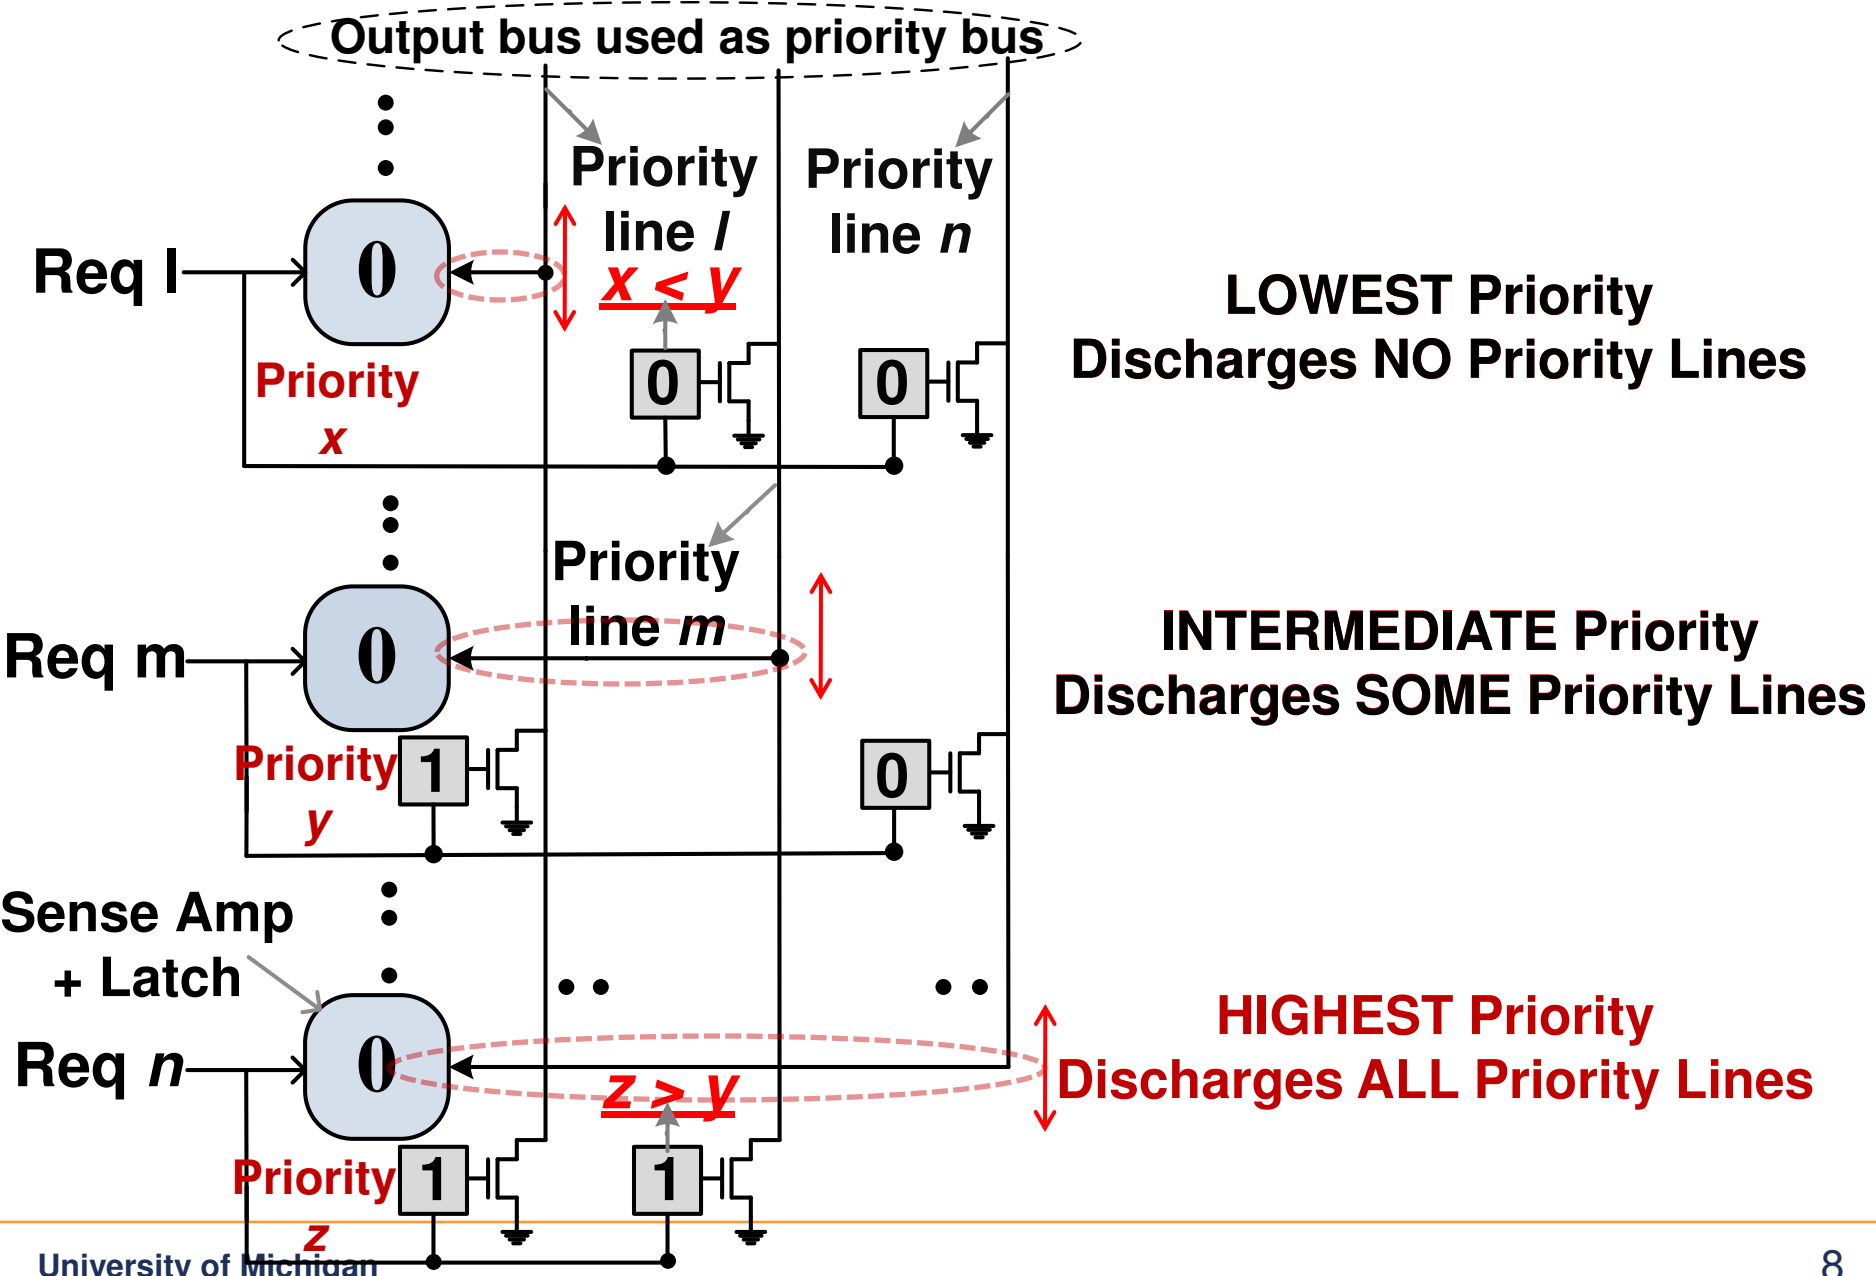 Output bus used as priority bus
Priority
line l
Priority
line n
Req l
0
x < y
LOWEST Priority
Discharges NO Priority Lines
0
0
Priority
x
Priority
line m
Req m
0
INTERMEDIATE Priority
Discharges SOME Priority Lines
Priority
y
1
0
Sense Amp
+ Latch
Req n
0
z > y
HIGHEST Priority
Discharges ALL Priority Lines
Priority
z
1
1
University of Michigan
8